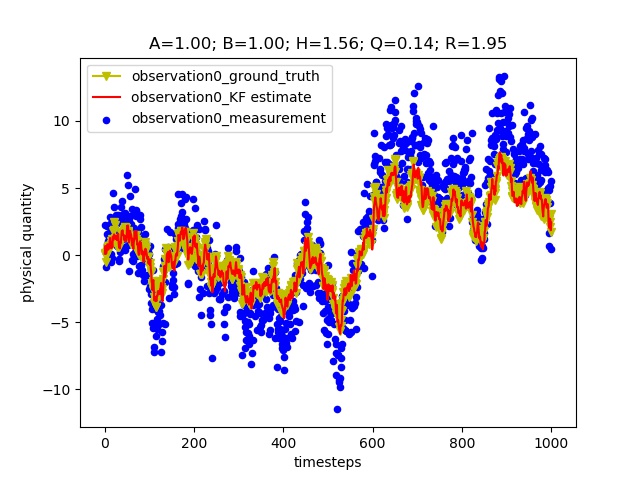 A=1.00; B=1.00; H=1.56; Q=0.14; R=1.95
observation0_ground_truth
observation0_KF estimate
observation0_measurement
10
5
0
−5
−10
physical quantity
0 200 400 600 800 1000
timesteps